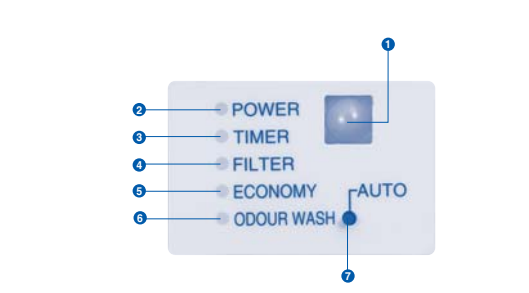 1
2 POWER
3 TIMER
4 FILTER
5 ECONOMY AUTO
6 ODOUR WASH
7